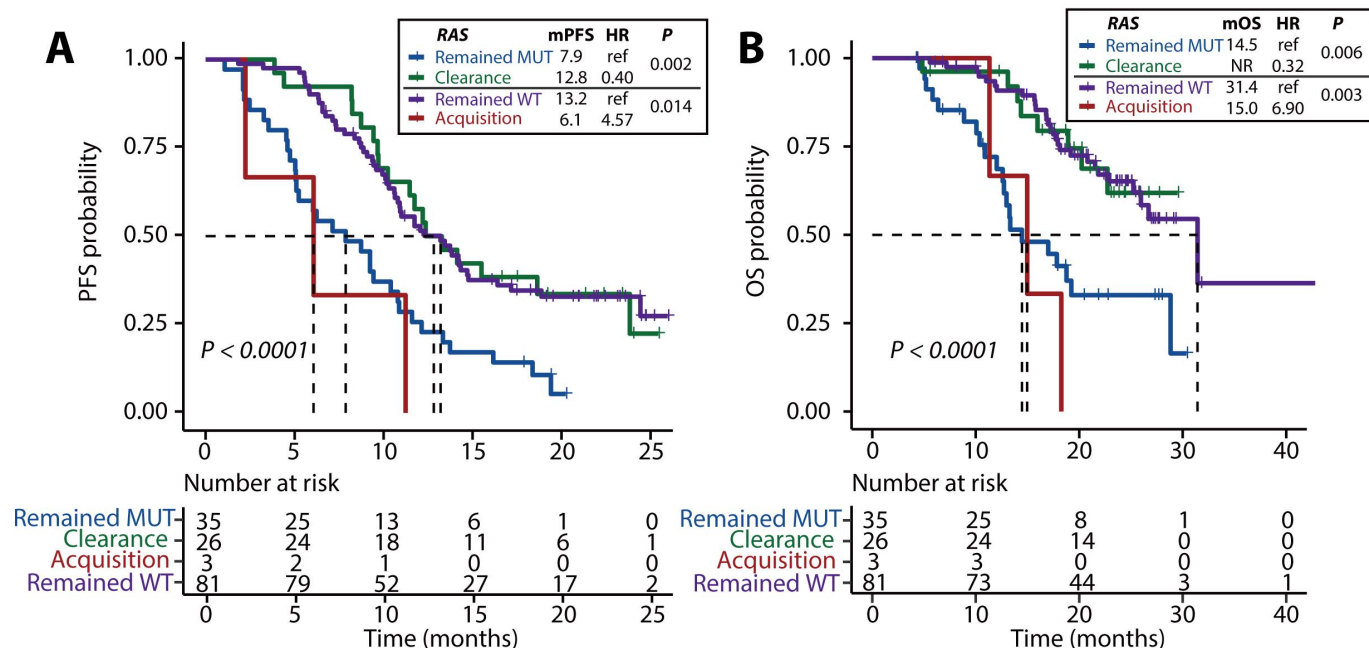 A
RAS mPFS HR P
Remained MUT 7.9 ref 0.002
Clearance 12.8 0.40
Remained WT 13.2 ref 0.014
Acquisition 6.1 4.57
PFS probability
1.00
0.75
0.50
0.25
0.00
P < 0.0001
0 5 10 15 20 25
Number at risk
Remained MUT 35 25 13 6 1 0
Clearance 26 24 18 11 6 1
Acquisition 3 2 1 0 0 0
Remained WT 81 79 52 27 17 2
0 5 10 15 20 25
Time (months)
B
RAS mOS HR P
Remained MUT 14.5 ref 0.006
Clearance NR 0.32
Remained WT 31.4 ref 0.003
Acquisition 15.0 6.90
OS probability
1.00
0.75
0.50
0.25
0.00
P < 0.0001
0 10 20 30 40
Number at risk
Remained MUT 35 25 8 1 0
Clearance 26 24 14 0 0
Acquisition 3 3 0 0 0
Remained WT 81 73 44 3 1
0 10 20 30 40
Time (months)